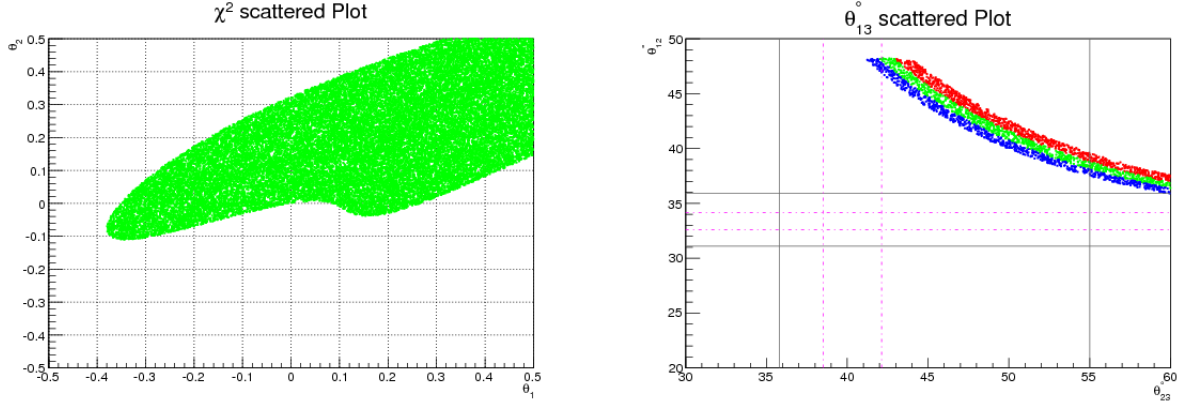 χ² scattered Plot
θ₂
0.5
0.4
0.3
0.2
0.1
0
-0.1
-0.2
-0.3
-0.4
-0.5
-0.5 -0.4 -0.3 -0.2 -0.1 0 0.1 0.2 0.3 0.4 0.5
θ₁
θ°₁₃ scattered Plot
θ°₁₂
50
45
40
35
30
25
20
30 35 40 45 50 55 60
θ°₂₃